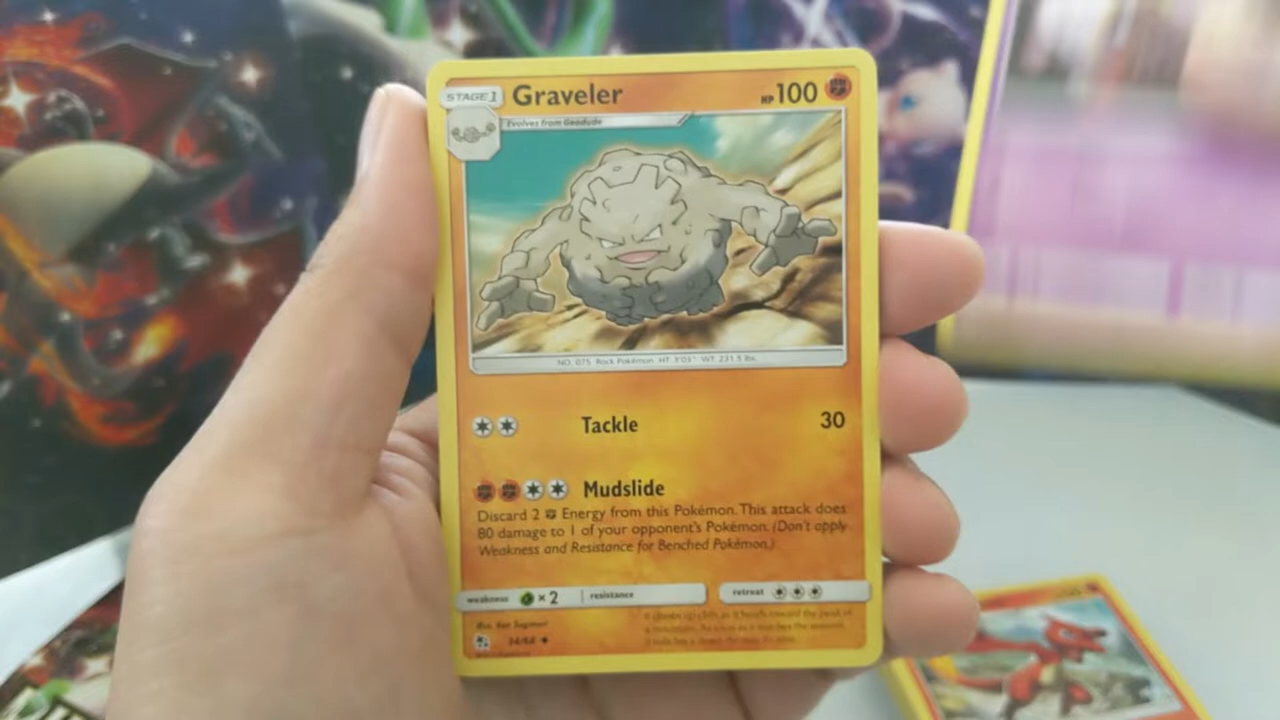 STAGE 1 Graveler HP 100
Evolves from Geodude
NO. 075 Rock Pokémon HT: 3'03" WT: 231.5 lbs.
Tackle 30
Mudslide
Discard 2 Energy from this Pokémon. This attack does
80 damage to 1 of your opponent's Pokémon. (Don't apply
Weakness and Resistance for Benched Pokémon.)
weakness ×2 resistance retreat